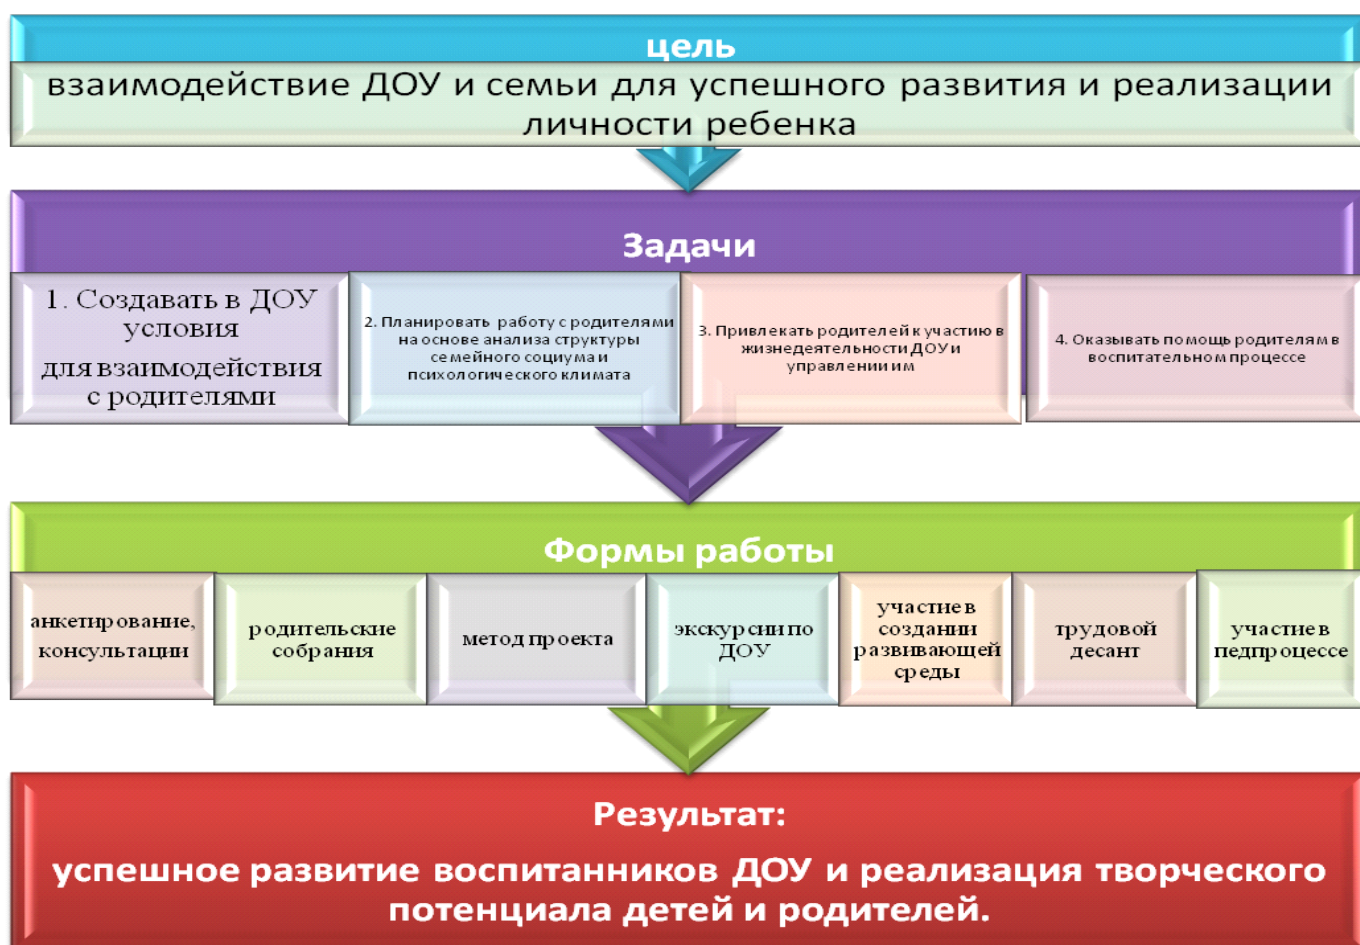 цель
взаимодействие ДОУ и семьи для успешного развития и реализации
личности ребенка
Задачи
1. Создавать в ДОУ
условия
для взаимодействия
с родителями
2. Планировать работу с родителями
на основе анализа структуры
семейного социума и
психологического климата
3. Привлекать родителей к участию в
жизнедеятельности ДОУ и
управлении им
4. Оказывать помощь родителям в
воспитательном процессе
Формы работы
анкетирование,
консультации
родительские
собрания
метод проекта
экскурсии по
ДОУ
участие в
создании
развивающей
среды
трудовой
десант
участие в
педпроцессе
Результат:
успешное развитие воспитанников ДОУ и реализация творческого
потенциала детей и родителей.